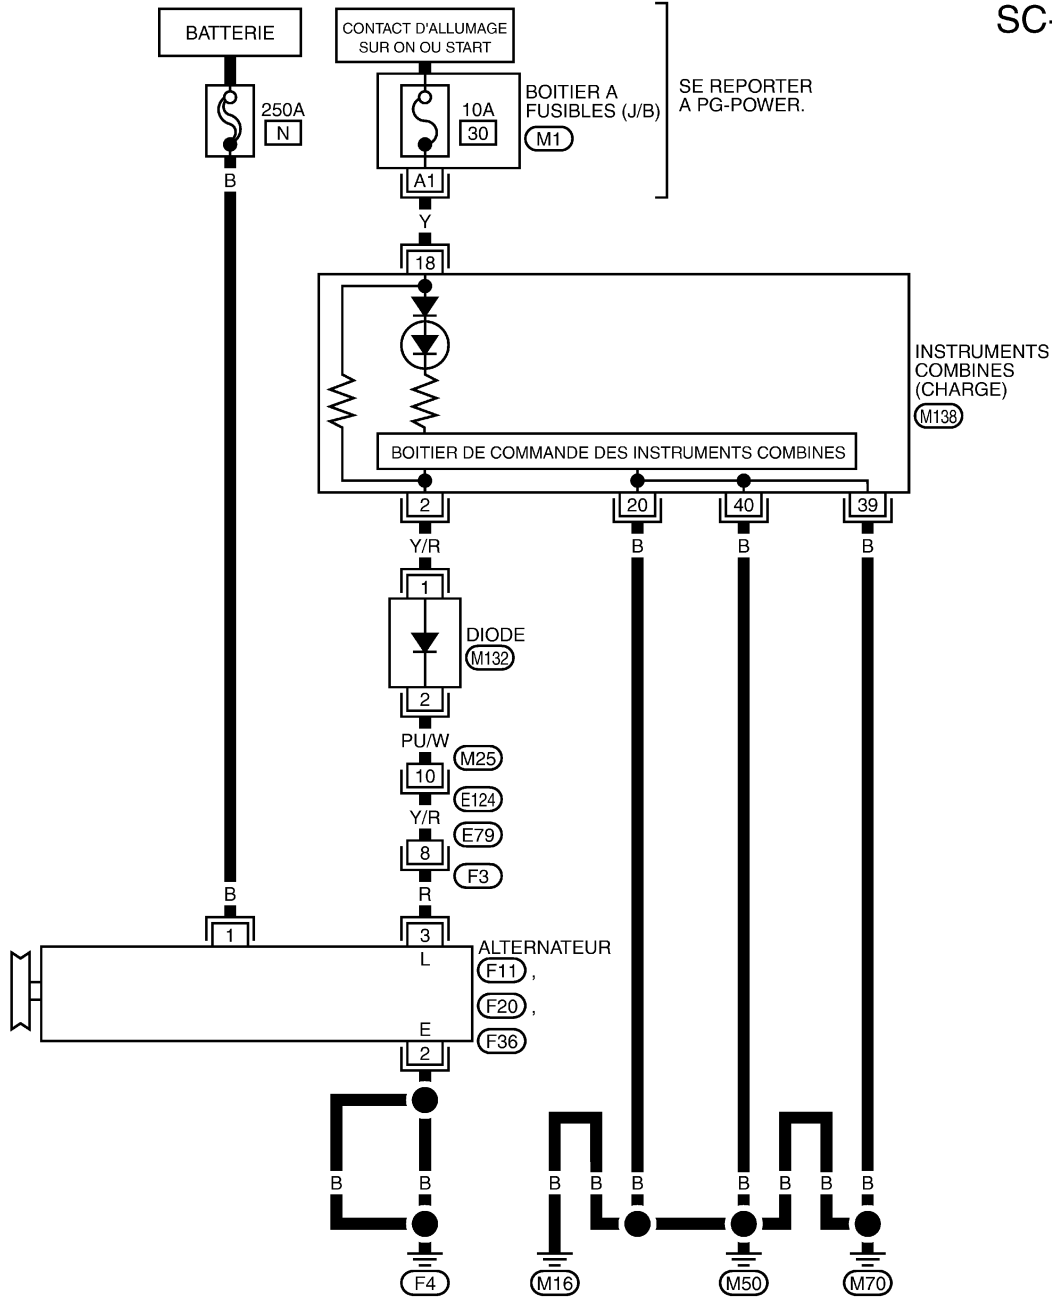 SC-
BATTERIE
CONTACT D'ALLUMAGE
SUR ON OU START
250A
N
10A
30
BOITIER A
FUSIBLES (J/B)
M1
SE REPORTER
A PG-POWER.
B
A1
Y
18
INSTRUMENTS
COMBINES
(CHARGE)
M138
BOITIER DE COMMANDE DES INSTRUMENTS COMBINES
2
20
40
39
Y/R
B
B
B
1
DIODE
M132
2
PU/W
M25
10
E124
Y/R
E79
8
F3
B
R
1
3
ALTERNATEUR
L
F11 ,
F20 ,
E
F36
2
B
B
B
B
B
B
B
B
B
F4
M16
M50
M70